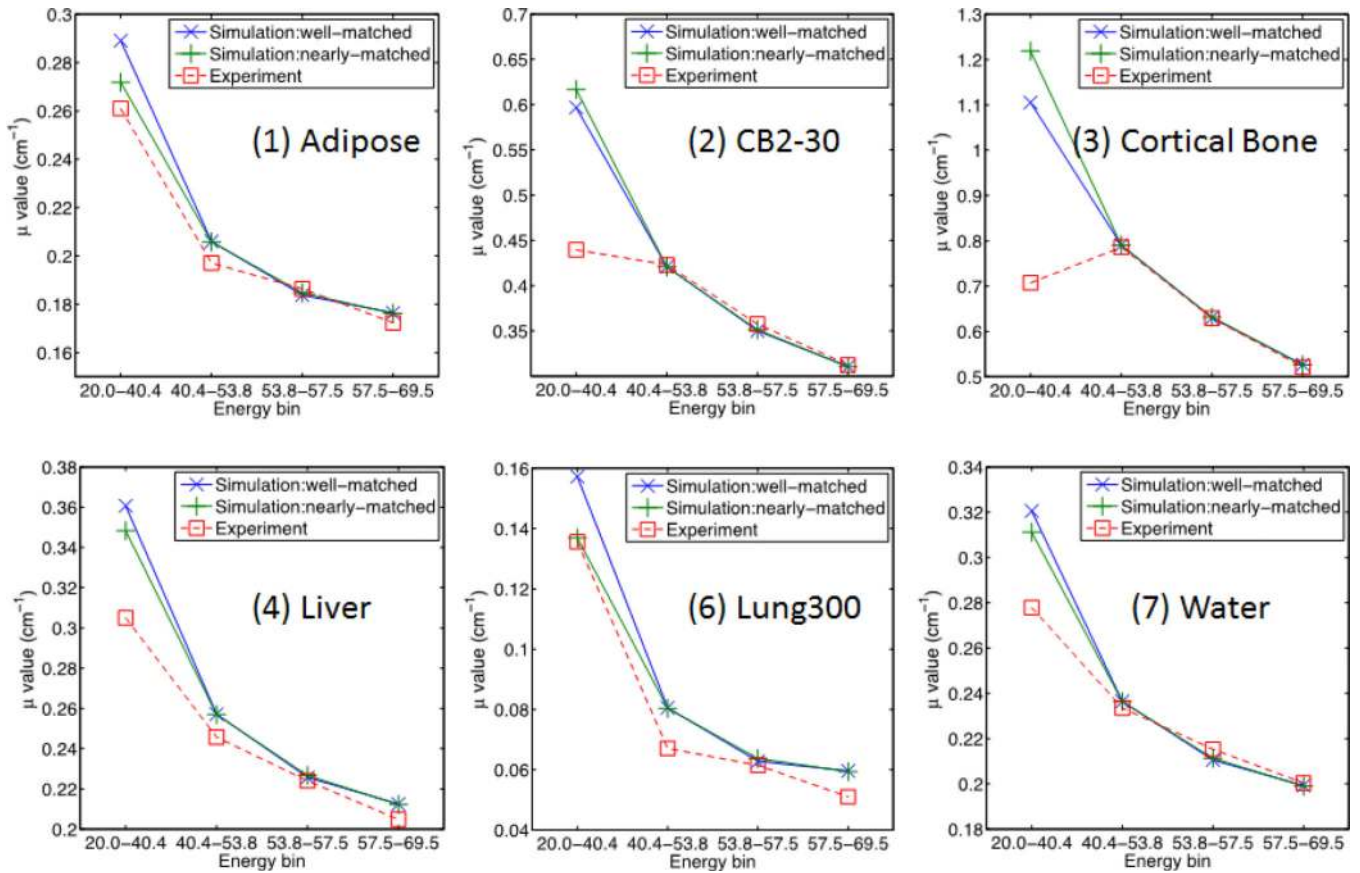 0.3
0.28
0.26
0.24
0.22
0.2
0.18
0.16
μ value (cm⁻¹)
Simulation:well−matched
Simulation:nearly−matched
Experiment
(1) Adipose
20.0−40.4 40.4−53.8 53.8−57.5 57.5−69.5
Energy bin
0.7
0.65
0.6
0.55
0.5
0.45
0.4
0.35
μ value (cm⁻¹)
Simulation:well−matched
Simulation:nearly−matched
Experiment
(2) CB2-30
20.0−40.4 40.4−53.8 53.8−57.5 57.5−69.5
Energy bin
1.3
1.2
1.1
1
0.9
0.8
0.7
0.6
0.5
μ value (cm⁻¹)
Simulation:well−matched
Simulation:nearly−matched
Experiment
(3) Cortical Bone
20.0−40.4 40.4−53.8 53.8−57.5 57.5−69.5
Energy bin
0.38
0.36
0.34
0.32
0.3
0.28
0.26
0.24
0.22
0.2
μ value (cm⁻¹)
Simulation:well−matched
Simulation:nearly−matched
Experiment
(4) Liver
20.0−40.4 40.4−53.8 53.8−57.5 57.5−69.5
Energy bin
0.16
0.14
0.12
0.1
0.08
0.06
0.04
μ value (cm⁻¹)
Simulation:well−matched
Simulation:nearly−matched
Experiment
(6) Lung300
20.0−40.4 40.4−53.8 53.8−57.5 57.5−69.5
Energy bin
0.34
0.32
0.3
0.28
0.26
0.24
0.22
0.2
0.18
μ value (cm⁻¹)
Simulation:well−matched
Simulation:nearly−matched
Experiment
(7) Water
20.0−40.4 40.4−53.8 53.8−57.5 57.5−69.5
Energy bin